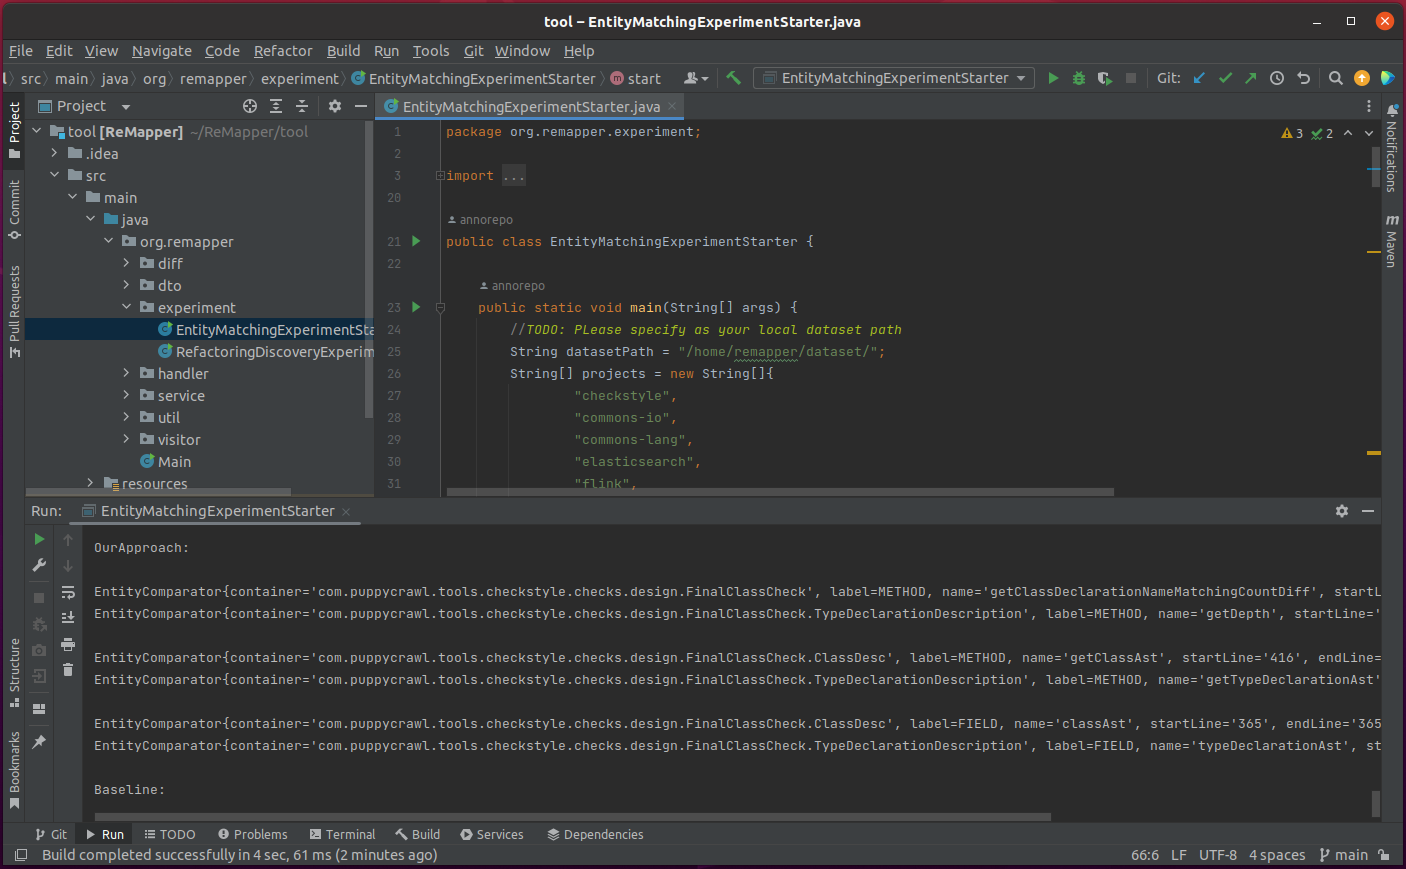 tool – EntityMatchingExperimentStarter.java
File Edit View Navigate Code Refactor Build Run Tools Git Window Help
src main java org remapper experiment EntityMatchingExperimentStarter m start EntityMatchingExperimentStarter Git:
Project EntityMatchingExperimentStarter.java
Project
Commit
Pull Requests
Structure
Bookmarks
tool [ReMapper] ~/ReMapper/tool
.idea
src
main
java
org.remapper
diff
dto
experiment
EntityMatchingExperimentSta
RefactoringDiscoveryExperim
handler
service
util
visitor
Main
resources
1 package org.remapper.experiment;
2
3 import ...
20
annorepo
21 public class EntityMatchingExperimentStarter {
22
annorepo
23 public static void main(String[] args) {
24 //TODO: PLease specify as your local dataset path
25 String datasetPath = "/home/remapper/dataset/";
26 String[] projects = new String[]{
27 "checkstyle",
28 "commons-io",
29 "commons-lang",
30 "elasticsearch",
31 "flink",
3 2
Notifications
m Maven
Run: EntityMatchingExperimentStarter
OurApproach:
EntityComparator{container='com.puppycrawl.tools.checkstyle.checks.design.FinalClassCheck', label=METHOD, name='getClassDeclarationNameMatchingCountDiff', startL
EntityComparator{container='com.puppycrawl.tools.checkstyle.checks.design.FinalClassCheck.TypeDeclarationDescription', label=METHOD, name='getDepth', startLine='
EntityComparator{container='com.puppycrawl.tools.checkstyle.checks.design.FinalClassCheck.ClassDesc', label=METHOD, name='getClassAst', startLine='416', endLine=
EntityComparator{container='com.puppycrawl.tools.checkstyle.checks.design.FinalClassCheck.TypeDeclarationDescription', label=METHOD, name='getTypeDeclarationAst'
EntityComparator{container='com.puppycrawl.tools.checkstyle.checks.design.FinalClassCheck.ClassDesc', label=FIELD, name='classAst', startLine='365', endLine='365
EntityComparator{container='com.puppycrawl.tools.checkstyle.checks.design.FinalClassCheck.TypeDeclarationDescription', label=FIELD, name='typeDeclarationAst', st
Baseline:
Git Run TODO Problems Terminal Build Services Dependencies
Build completed successfully in 4 sec, 61 ms (2 minutes ago) 66:6 LF UTF-8 4 spaces main